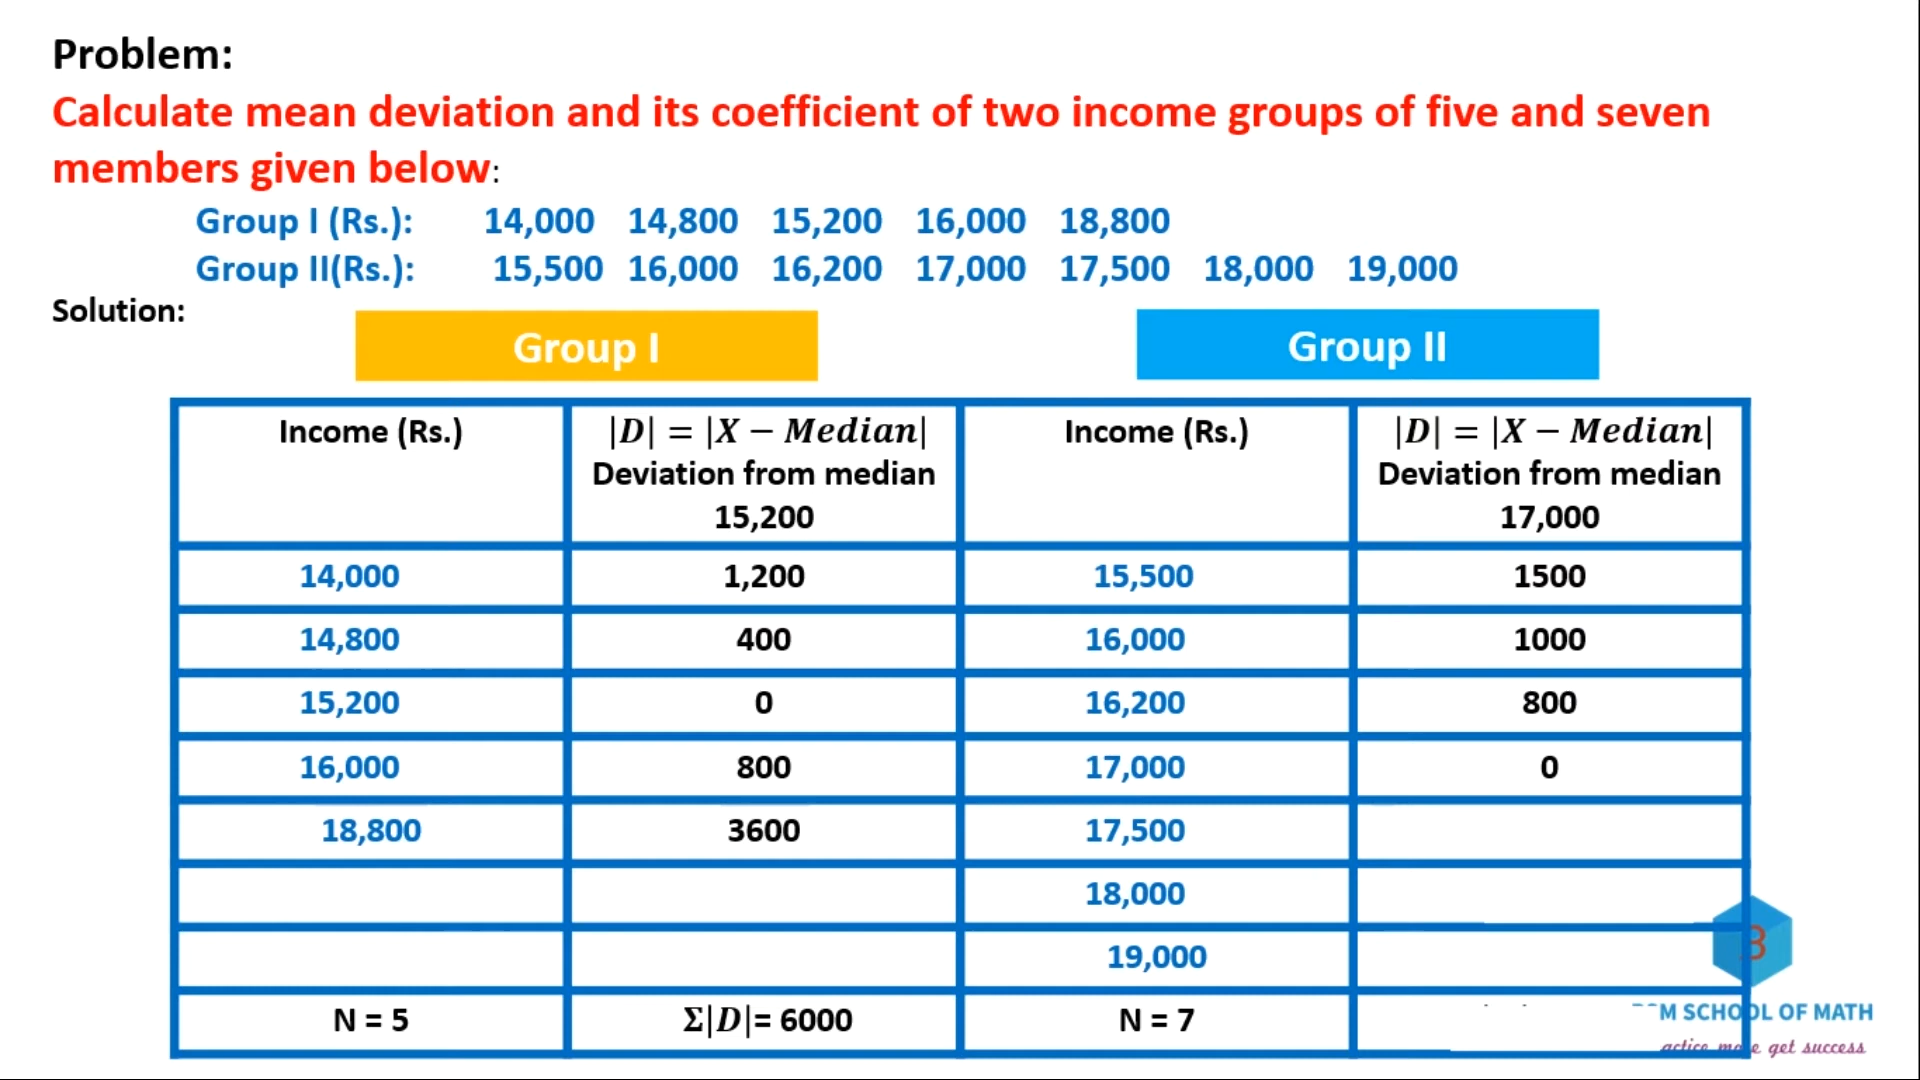 Problem:
Calculate mean deviation and its coefficient of two income groups of five and seven
members given below:
Group I (Rs.): 14,000 14,800 15,200 16,000 18,800
Group II(Rs.): 15,500 16,000 16,200 17,000 17,500 18,000 19,000
Solution:
Group I Group II
Income (Rs.) |D| = |X − Median| Income (Rs.) |D| = |X − Median|
Deviation from median Deviation from median
15,200 17,000
14,000 1,200 15,500 1500
14,800 400 16,000 1000
15,200 0 16,200 800
16,000 800 17,000 0
18,800 3600 17,500
18,000
19,000
N = 5 Σ|D|= 6000 N = 7
SCHOOL OF MATH
get success